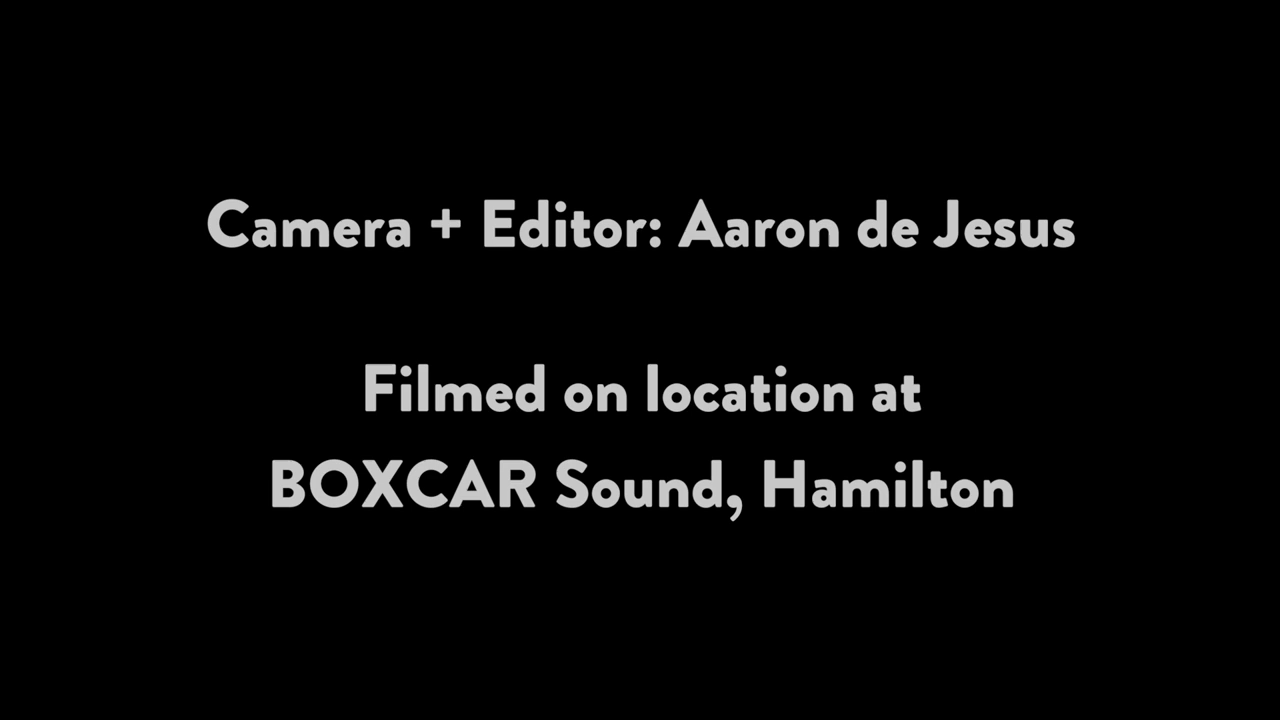 Camera + Editor: Aaron de Jesus
Filmed on location at
BOXCAR Sound, Hamilton